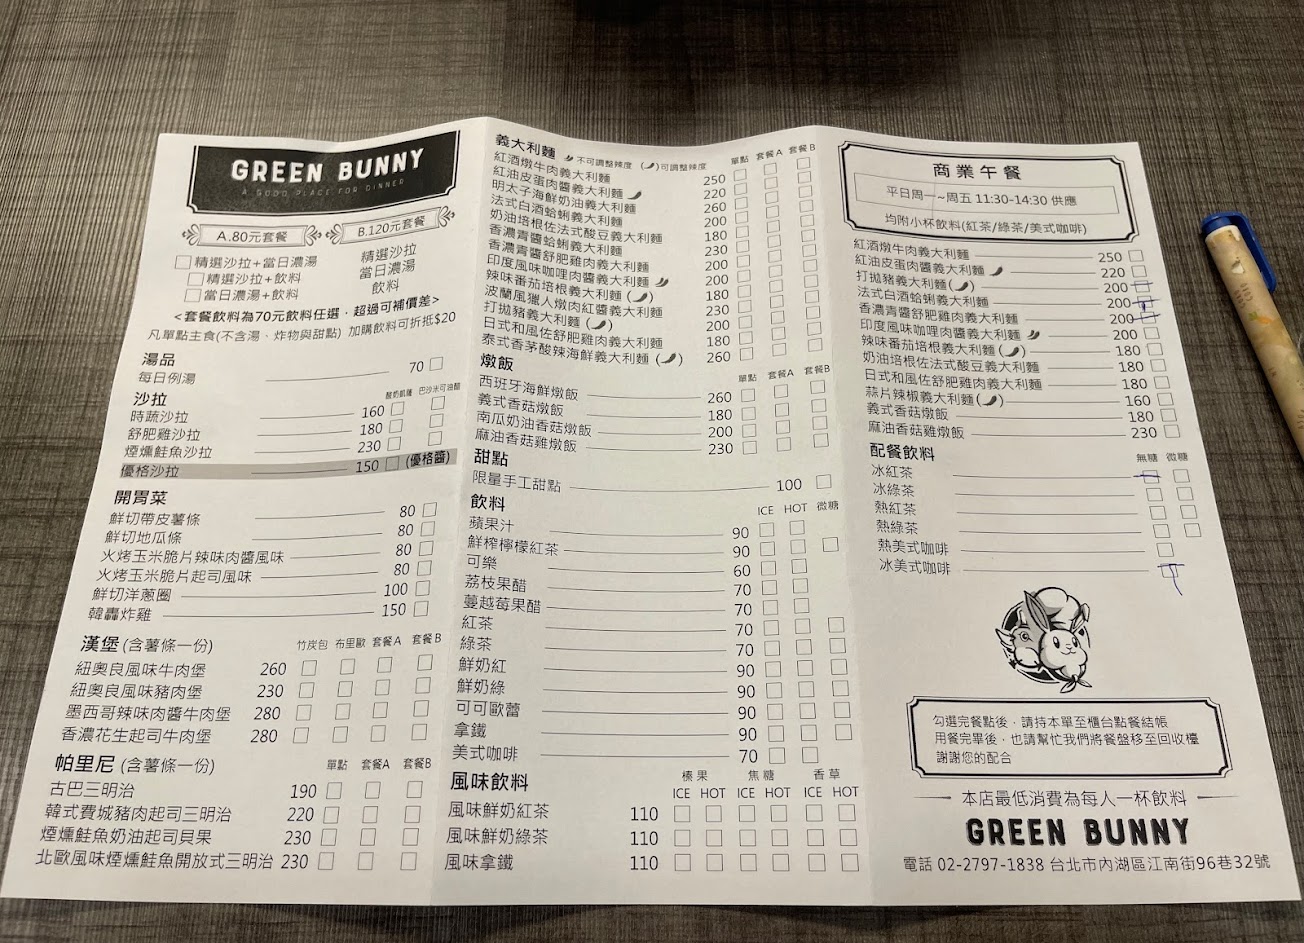 GREEN BUNNY
A GOOD PLACE FOR DINNER
A.80元套餐
B.120元套餐
精選沙拉+當日濃湯
精選沙拉+飲料
當日濃湯+飲料
精選沙拉
當日濃湯
飲料
<套餐飲料為70元飲料任選，超過可補價差>
凡單點主食(不含湯、炸物與甜點) 加購飲料可折抵$20
湯品
每日例湯 70
沙拉 酸奶凱薩 巴沙米可油醋
時蔬沙拉 160
舒肥雞沙拉 180
煙燻鮭魚沙拉 230
優格沙拉 150 (優格醬)
開胃菜
鮮切帶皮薯條 80
鮮切地瓜條 80
火烤玉米脆片辣味肉醬風味 80
火烤玉米脆片起司風味 80
鮮切洋蔥圈 100
韓轟炸雞 150
漢堡 (含薯條一份) 竹炭包 布里歐 套餐A 套餐B
紐奧良風味牛肉堡 260
紐奧良風味豬肉堡 230
墨西哥辣味肉醬牛肉堡 280
香濃花生起司牛肉堡 280
帕里尼 (含薯條一份) 單點 套餐A 套餐B
古巴三明治 190
韓式費城豬肉起司三明治 220
煙燻鮭魚奶油起司貝果 230
北歐風味煙燻鮭魚開放式三明治 230
義大利麵 不可調整辣度 ( )可調整辣度 單點 套餐A 套餐B
紅酒燉牛肉義大利麵 250
紅油皮蛋肉醬義大利麵 220
明太子海鮮奶油義大利麵 260
法式白酒蛤蜊義大利麵 200
奶油培根佐法式酸豆義大利麵 180
香濃青醬蛤蜊義大利麵 230
香濃青醬舒肥雞肉義大利麵 200
印度風味咖哩肉醬義大利麵 200
辣味番茄培根義大利麵 ( ) 180
波蘭風獵人燉肉紅醬義大利麵 230
打拋豬義大利麵 ( ) 200
日式和風佐舒肥雞肉義大利麵 180
泰式香茅酸辣海鮮義大利麵 ( ) 260
燉飯 單點 套餐A 套餐B
西班牙海鮮燉飯 260
義式香菇燉飯 180
南瓜奶油香菇燉飯 200
麻油香菇雞燉飯 230
甜點
限量手工甜點 100
飲料 ICE HOT 微糖
蘋果汁 90
鮮榨檸檬紅茶 90
可樂 60
荔枝果醋 70
蔓越莓果醋 70
紅茶 70
綠茶 70
鮮奶紅 90
鮮奶綠 90
可可歐蕾 90
拿鐵 90
美式咖啡 70
風味飲料 榛果 焦糖 香草
ICE HOT ICE HOT ICE HOT
風味鮮奶紅茶 110
風味鮮奶綠茶 110
風味拿鐵 110
商業午餐
平日周一~周五 11:30-14:30 供應
均附小杯飲料(紅茶/綠茶/美式咖啡)
紅酒燉牛肉義大利麵 250
紅油皮蛋肉醬義大利麵 220
打拋豬義大利麵( ) 200
法式白酒蛤蜊義大利麵 200
香濃青醬舒肥雞肉義大利麵 200
印度風味咖哩肉醬義大利麵 200
辣味番茄培根義大利麵( ) 180
奶油培根佐法式酸豆義大利麵 180
日式和風佐舒肥雞肉義大利麵 180
蒜片辣椒義大利麵( ) 160
義式香菇燉飯 180
麻油香菇雞燉飯 230
配餐飲料 無糖 微糖
冰紅茶
冰綠茶
熱紅茶
熱綠茶
熱美式咖啡
冰美式咖啡
勾選完餐點後，請持本單至櫃台點餐結帳
用餐完畢後，也請幫忙我們將餐盤移至回收檯
謝謝您的配合
本店最低消費為每人一杯飲料
GREEN BUNNY
電話 02-2797-1838 台北市內湖區江南街96巷32號